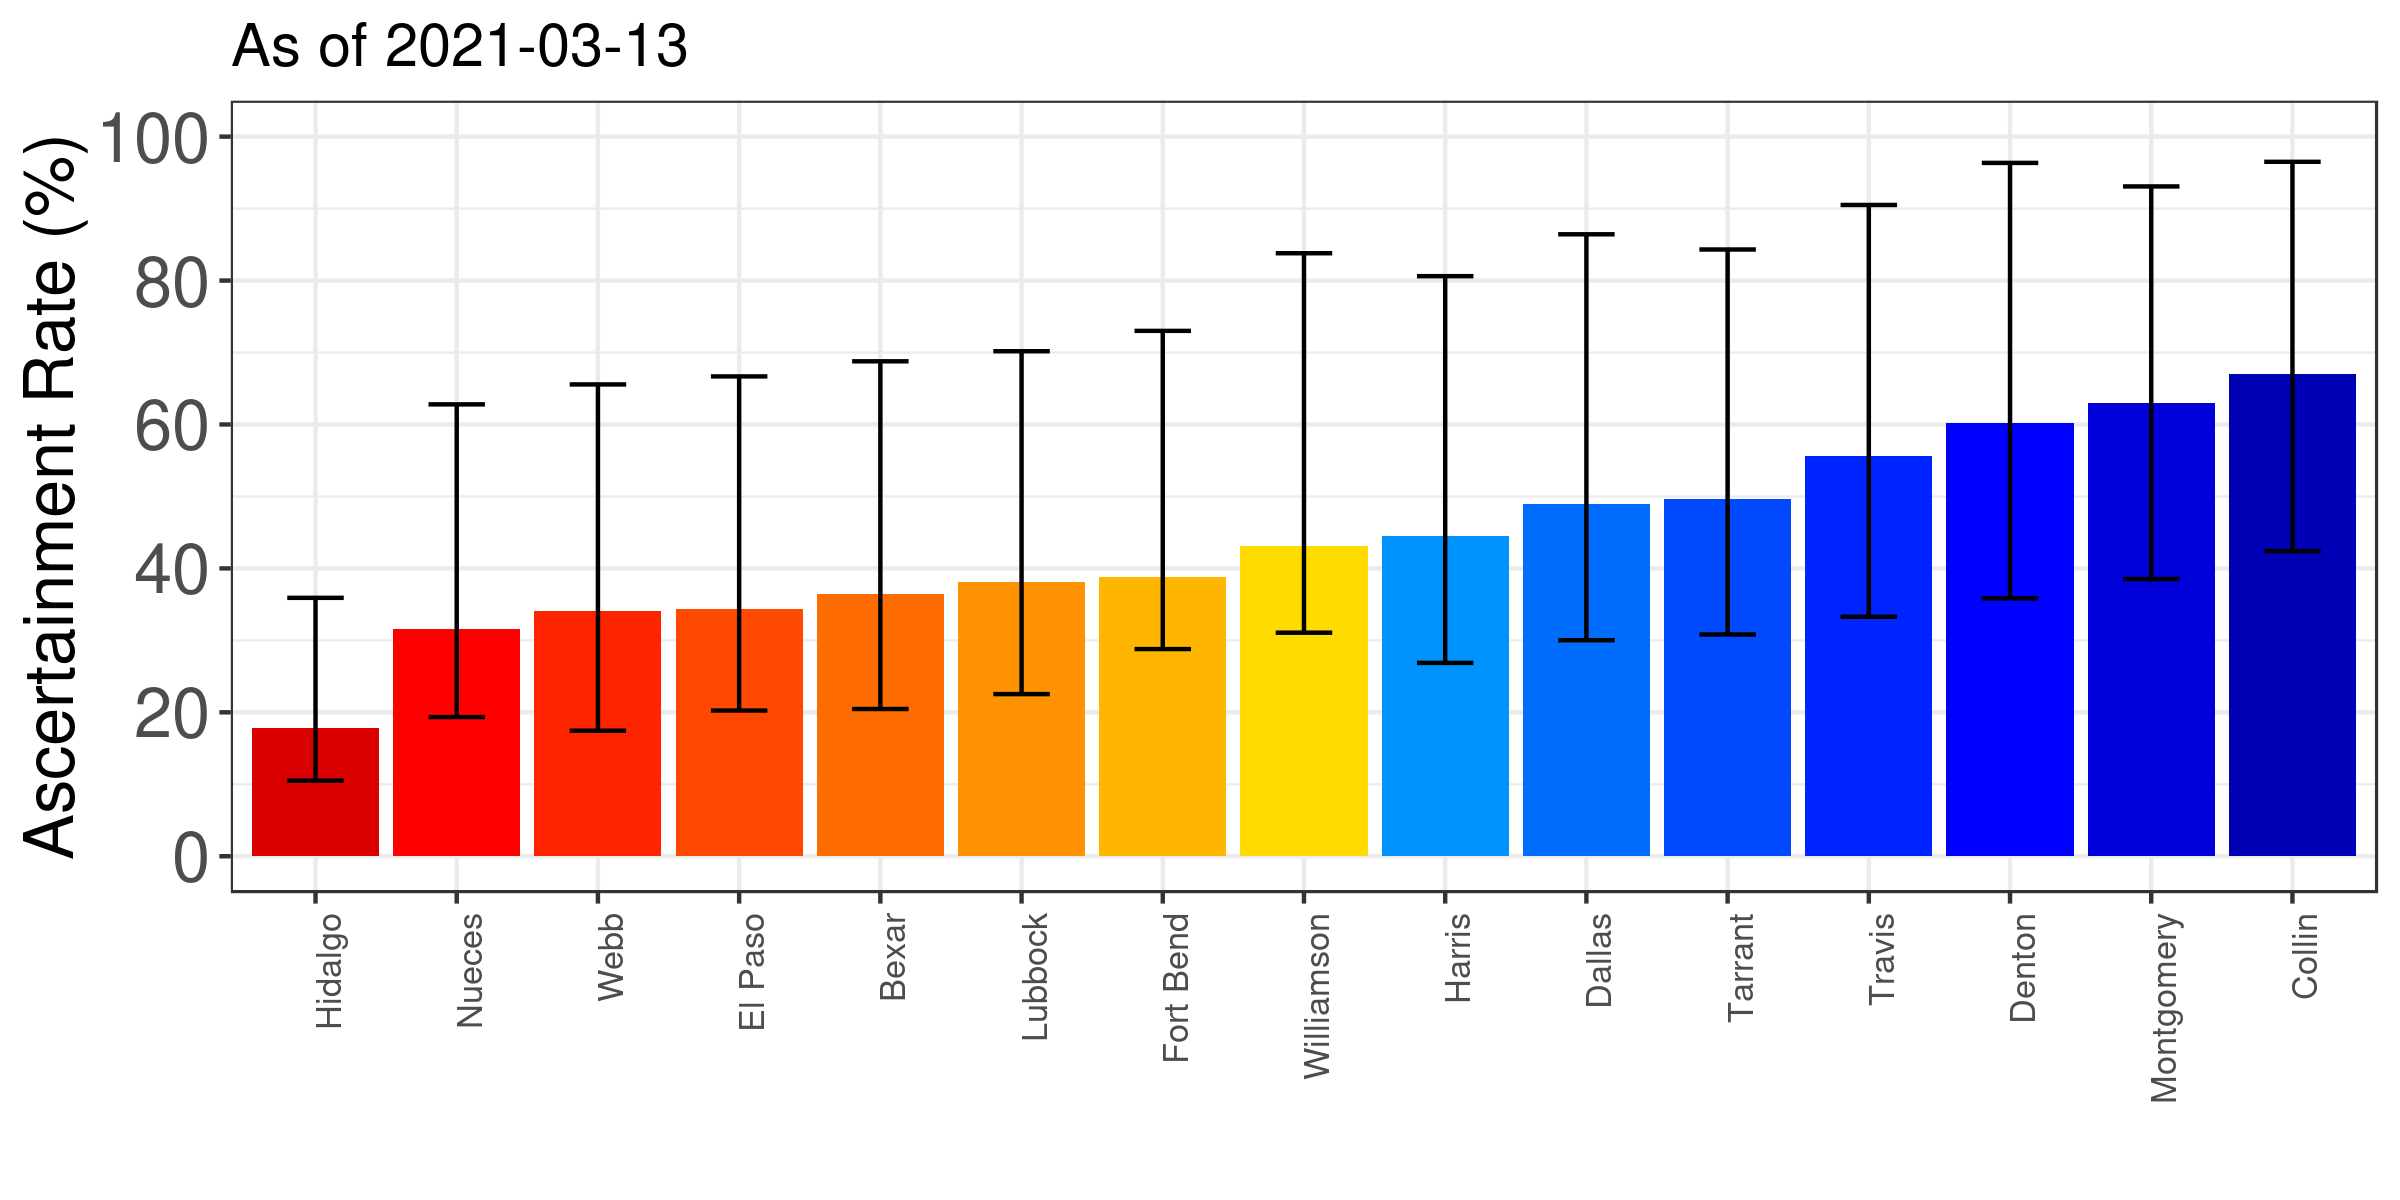 As of 2021-03-13
Ascertainment Rate (%)
100
80
60
40
20
0
Hidalgo
Nueces
Webb
El Paso
Bexar
Lubbock
Fort Bend
Williamson
Harris
Dallas
Tarrant
Travis
Denton
Montgomery
Collin